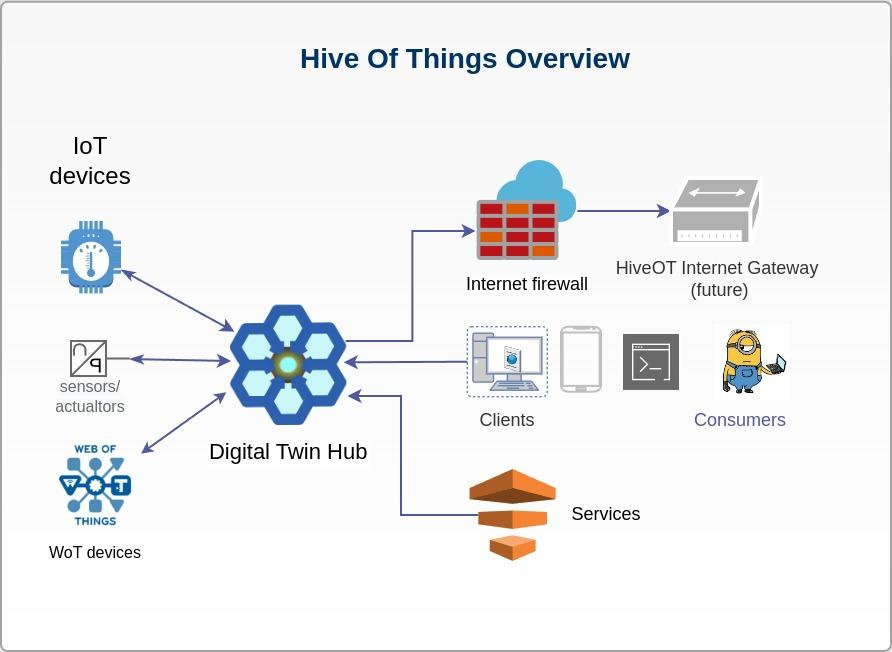 Hive Of Things Overview
IoT
devices
Internet firewall
HiveOT Internet Gateway
(future)
sensors/
actualtors
Clients
Consumers
Digital Twin Hub
WEB OF
W T
THINGS
WoT devices
Services